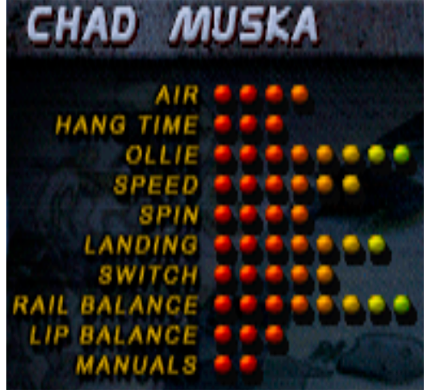 CHAD MUSKA
AIR
HANG TIME
OLLIE
SPEED
SPIN
LANDING
SWITCH
RAIL BALANCE
LIP BALANCE
MANUALS